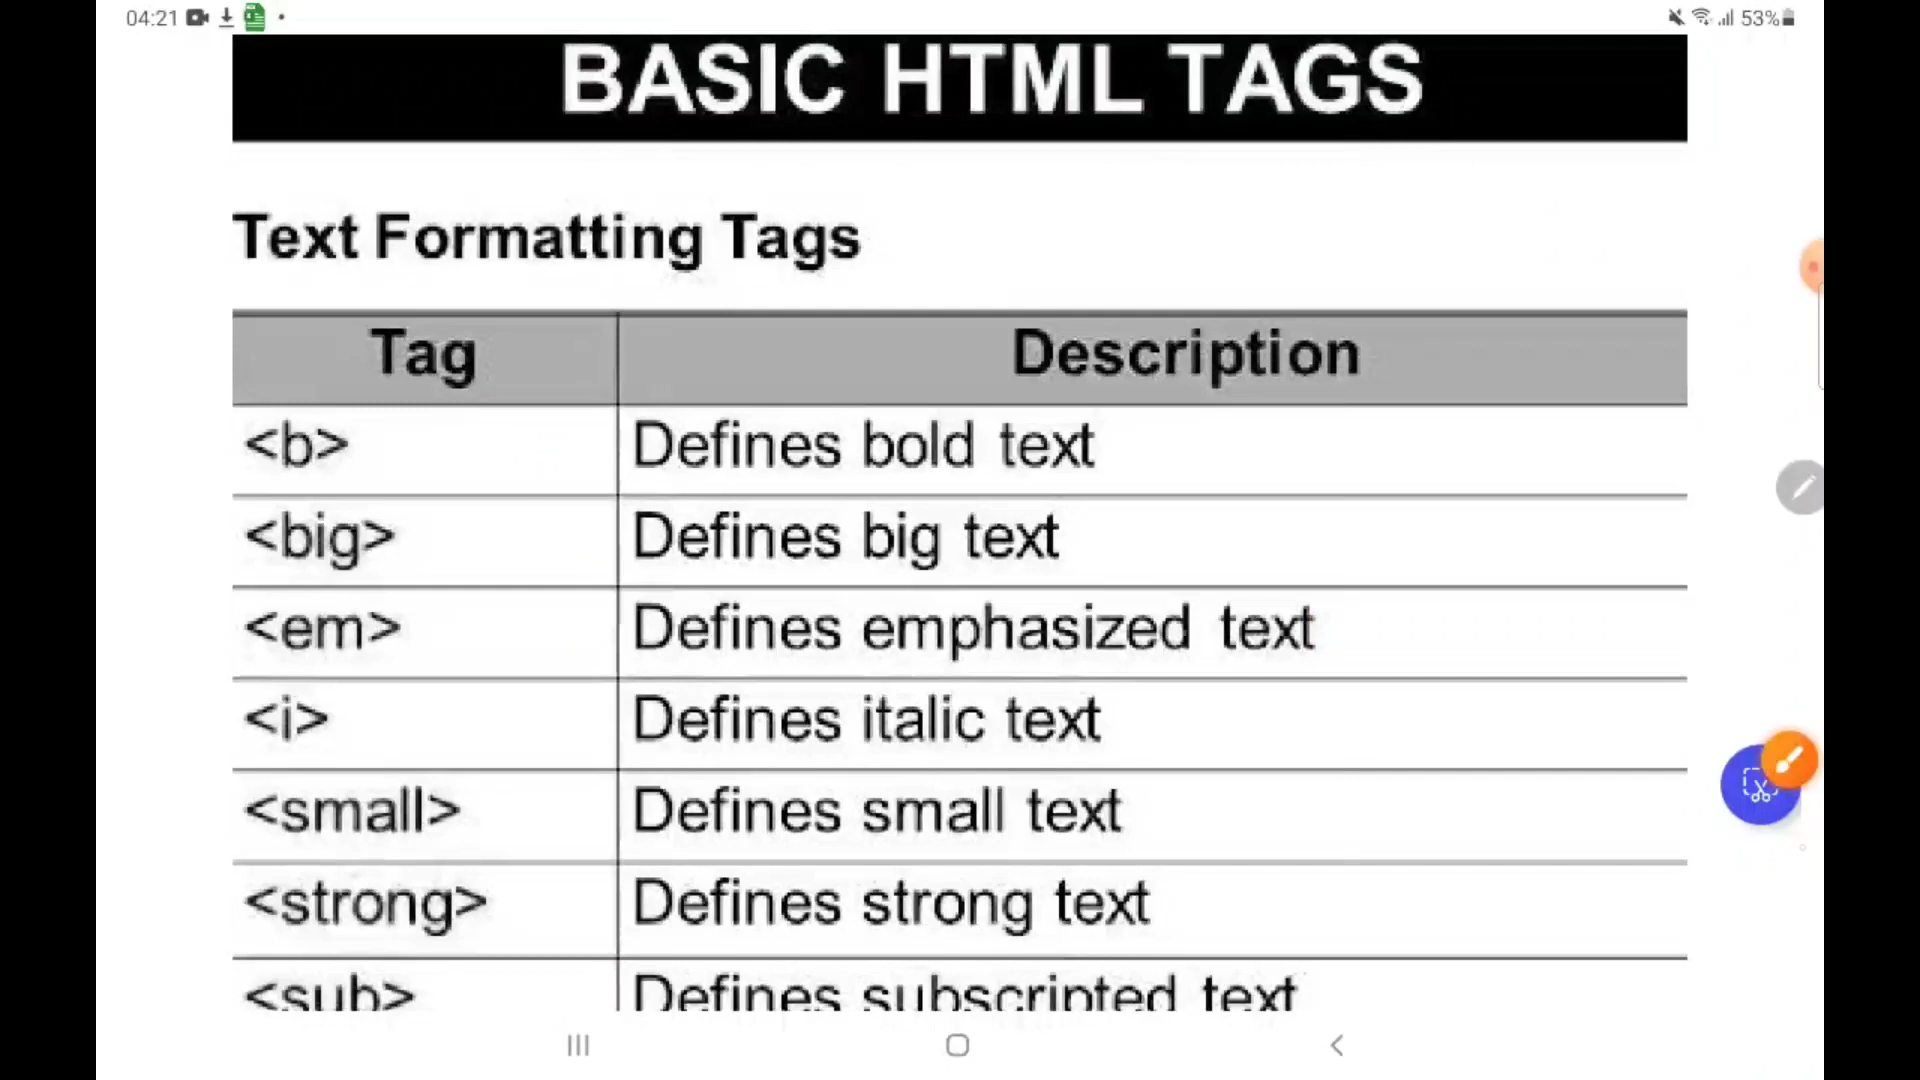 04:21
53%
BASIC HTML TAGS
Text Formatting Tags
Tag Description
<b> Defines bold text
<big> Defines big text
<em> Defines emphasized text
<i> Defines italic text
<small> Defines small text
<strong> Defines strong text
<sub> Defines subscripted text